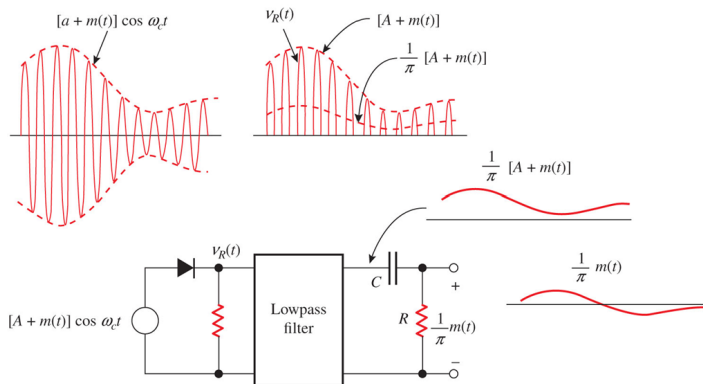 [a + m(t)] cos ω_c t
v_R(t)
[A + m(t)]
1/π [A + m(t)]
1/π [A + m(t)]
v_R(t)
C
+
1/π m(t)
[A + m(t)] cos ω_c t
Lowpass
filter
R
1/π m(t)
−